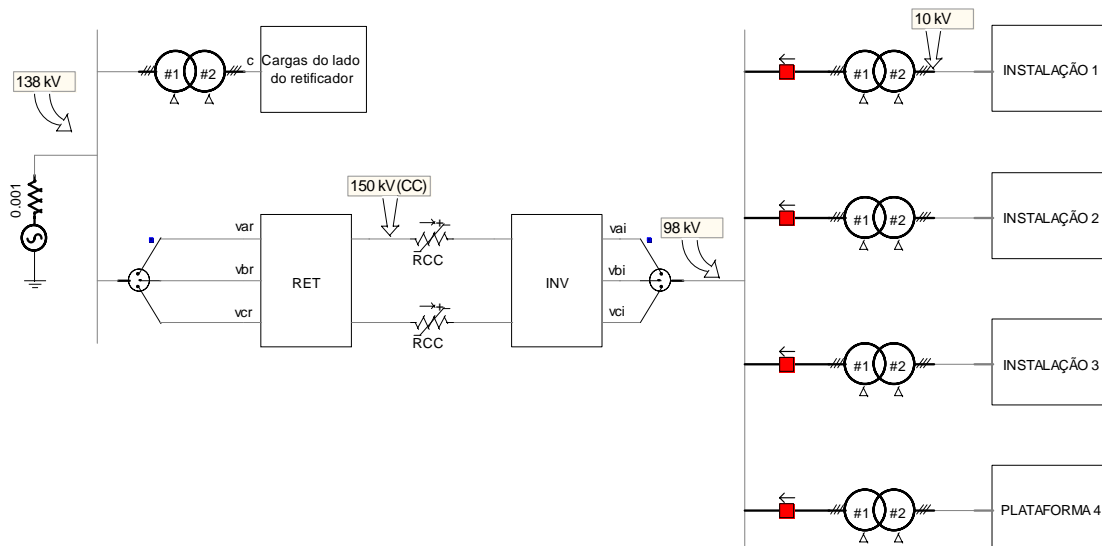 138 kV
0.001
#1 #2
c
Cargas do lado
do retificador
150 kV(CC)
var
vbr
vcr
RET
RCC
RCC
INV
vai
vbi
vci
98 kV
10 kV
#1 #2
INSTALAÇÃO 1
#1 #2
INSTALAÇÃO 2
#1 #2
INSTALAÇÃO 3
#1 #2
PLATAFORMA 4